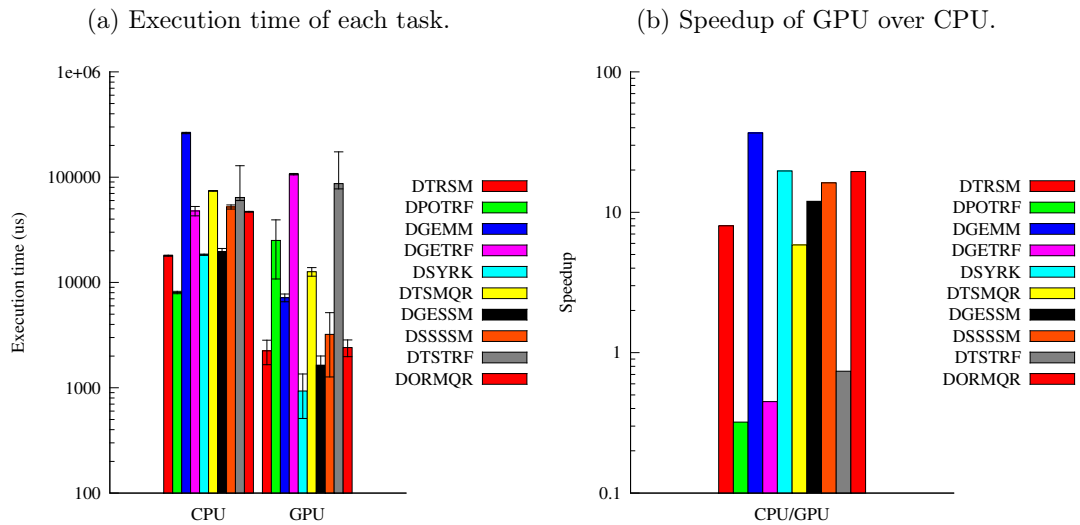 (a) Execution time of each task.
1e+06
100000
10000
1000
100
Execution time (us)
CPU
GPU
DTRSM
DPOTRF
DGEMM
DGETRF
DSYRK
DTSMQR
DGESSM
DSSSSM
DTSTRF
DORMQR
(b) Speedup of GPU over CPU.
100
10
1
0.1
Speedup
CPU/GPU
DTRSM
DPOTRF
DGEMM
DGETRF
DSYRK
DTSMQR
DGESSM
DSSSSM
DTSTRF
DORMQR